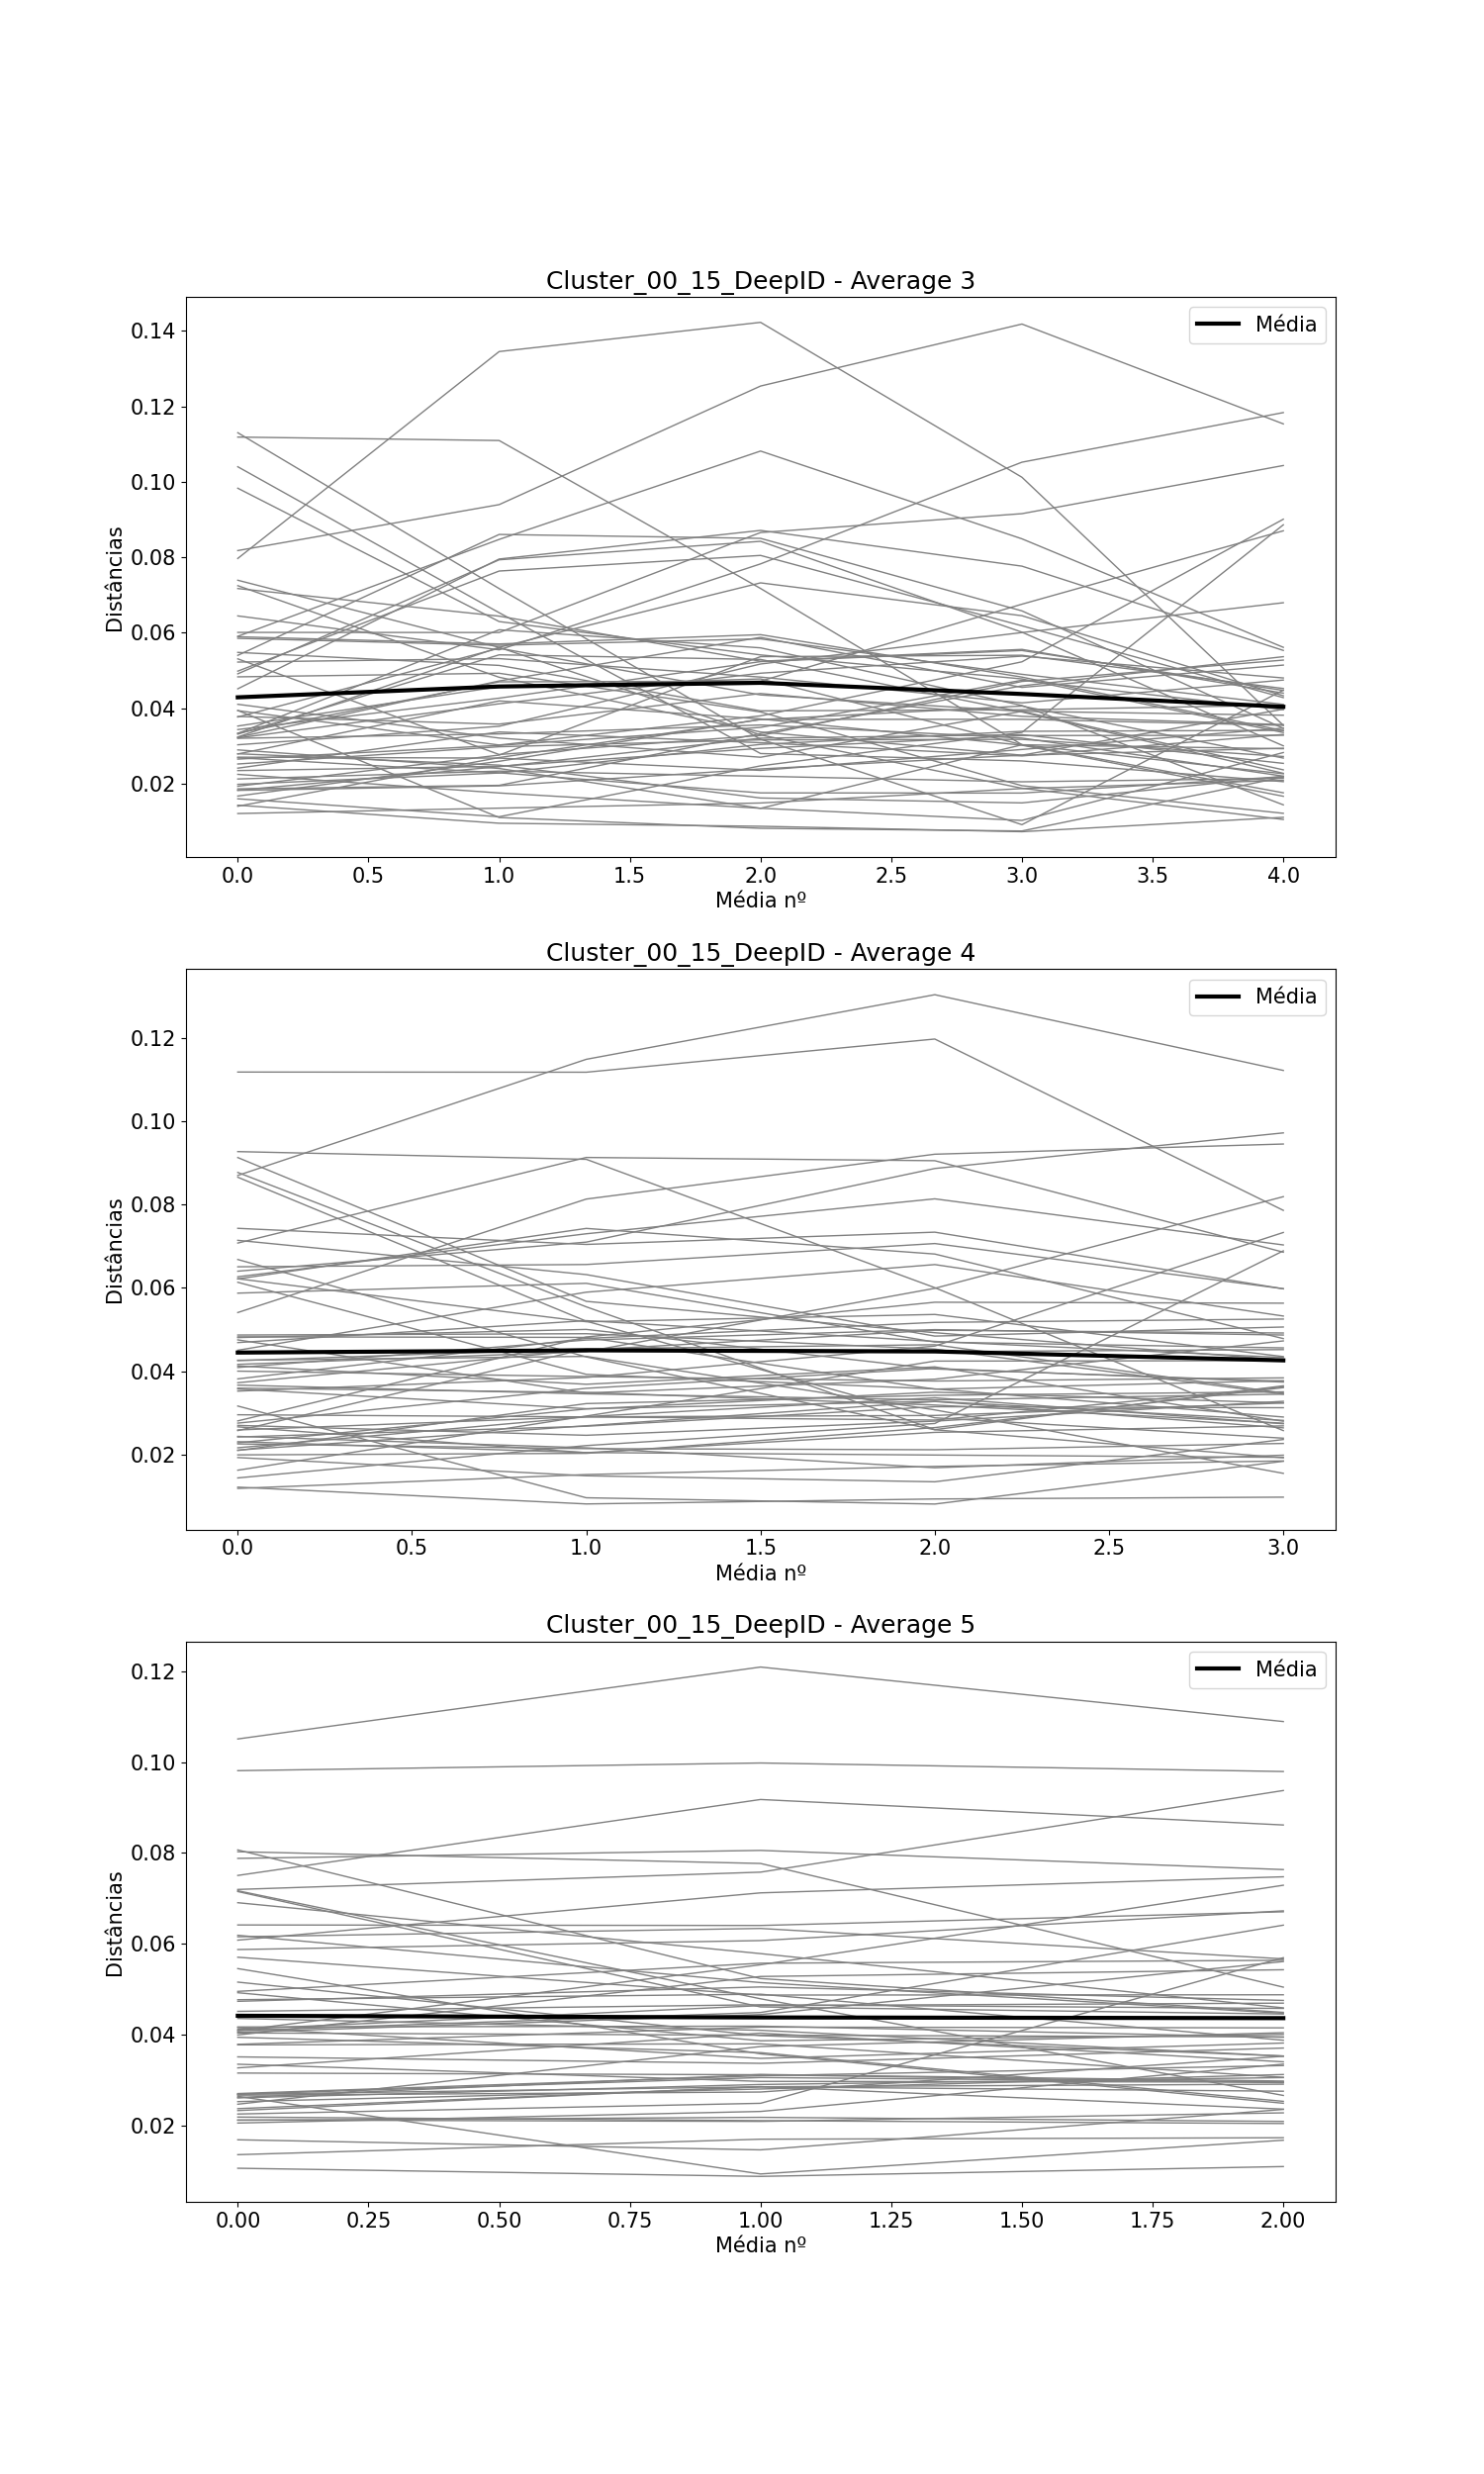 Cluster_00_15_DeepID - Average 3
Média
0.14
0.12
0.10
0.08
0.06
0.04
0.02
Distâncias
0.0 0.5 1.0 1.5 2.0 2.5 3.0 3.5 4.0
Média nº
Cluster_00_15_DeepID - Average 4
Média
0.12
0.10
0.08
0.06
0.04
0.02
Distâncias
0.0 0.5 1.0 1.5 2.0 2.5 3.0
Média nº
Cluster_00_15_DeepID - Average 5
Média
0.12
0.10
0.08
0.06
0.04
0.02
Distâncias
0.00 0.25 0.50 0.75 1.00 1.25 1.50 1.75 2.00
Média nº